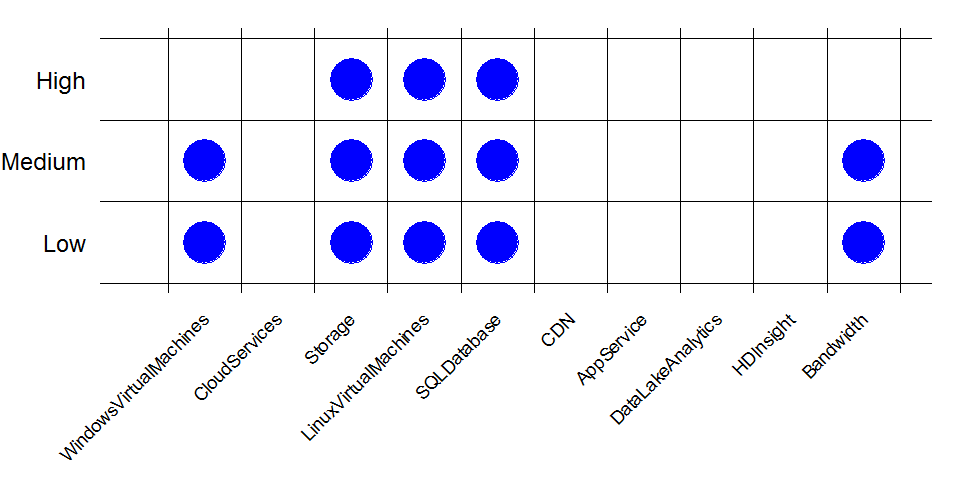 High
Medium
Low
WindowsVirtualMachines
CloudServices
Storage
LinuxVirtualMachines
SQLDatabase
CDN
AppService
DataLakeAnalytics
HDInsight
Bandwidth